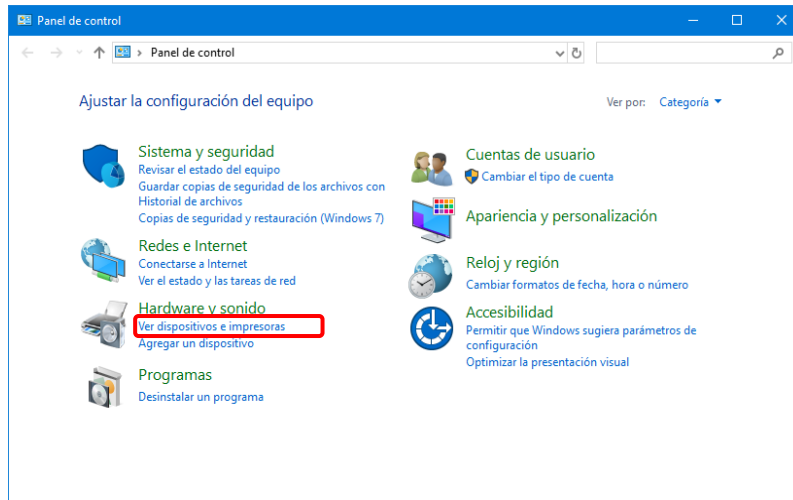 Panel de control
Panel de control
Ajustar la configuración del equipo
Ver por: Categoría
Sistema y seguridad
Revisar el estado del equipo
Guardar copias de seguridad de los archivos con
Historial de archivos
Copias de seguridad y restauración (Windows 7)
Redes e Internet
Conectarse a Internet
Ver el estado y las tareas de red
Hardware y sonido
Ver dispositivos e impresoras
Agregar un dispositivo
Programas
Desinstalar un programa
Cuentas de usuario
Cambiar el tipo de cuenta
Apariencia y personalización
Reloj y región
Cambiar formatos de fecha, hora o número
Accesibilidad
Permitir que Windows sugiera parámetros de
configuración
Optimizar la presentación visual